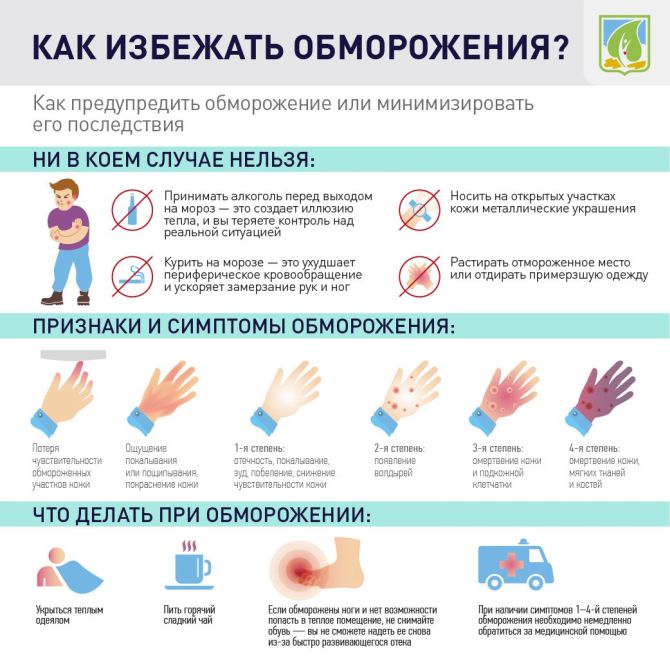 КАК ИЗБЕЖАТЬ ОБМОРОЖЕНИЯ?
Как предупредить обморожение или минимизировать
его последствия
НИ В КОЕМ СЛУЧАЕ НЕЛЬЗЯ:
Принимать алкоголь перед выходом
на мороз — это создает иллюзию
тепла, и вы теряете контроль над
реальной ситуацией
Носить на открытых участках
кожи металлические украшения
Курить на морозе — это ухудшает
периферическое кровообращение
и ускоряет замерзание рук и ног
Растирать отмороженное место
или отдирать примерзшую одежду
ПРИЗНАКИ И СИМПТОМЫ ОБМОРОЖЕНИЯ:
Потеря
чувствительности
обмороженных
участков кожи
Ощущение
покалывания
или пощипывания,
покраснение кожи
1-я степень:
отечность, покалывание,
зуд, побеление, снижение
чувствительности кожи
2-я степень:
появление
волдырей
3-я степень:
омертвение кожи
и подкожной
клетчатки
4-я степень:
омертвение кожи,
мягких тканей
и костей
ЧТО ДЕЛАТЬ ПРИ ОБМОРОЖЕНИИ:
Укрыться теплым
одеялом
Пить горячий
сладкий чай
Если обморожены ноги и нет возможности
попасть в теплое помещение, не снимайте
обувь — вы не сможете надеть ее снова
из-за быстро развивающегося отека
При наличии симптомов 1–4-й степеней
обморожения необходимо немедленно
обратиться за медицинской помощью